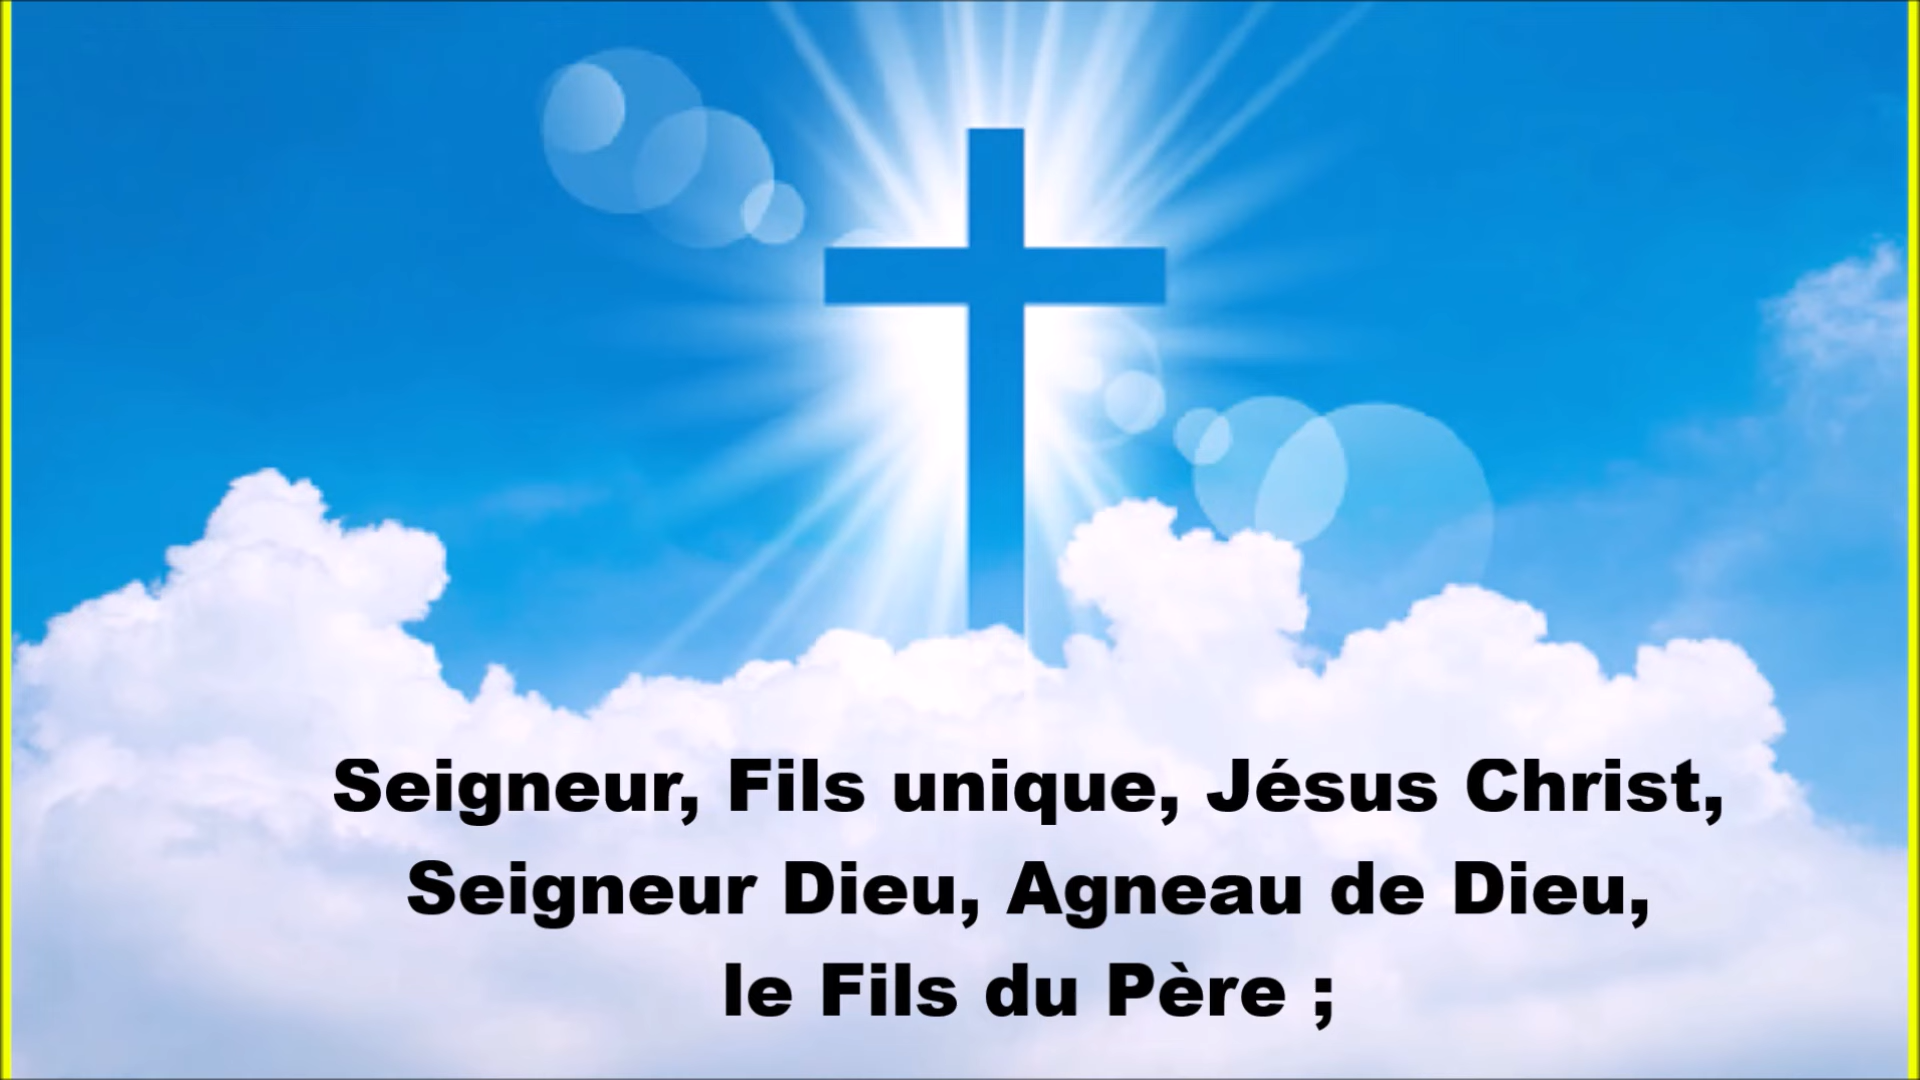 Seigneur, Fils unique, Jésus Christ,
Seigneur Dieu, Agneau de Dieu,
le Fils du Père ;